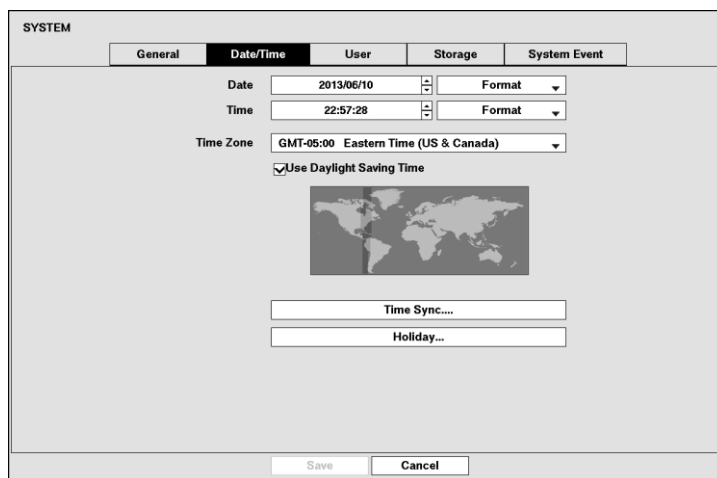 SYSTEM
General Date/Time User Storage System Event
Date 2013/06/10 Format
Time 22:57:28 Format
Time Zone GMT-05:00 Eastern Time (US & Canada)
Use Daylight Saving Time
Time Sync....
Holiday...
Save Cancel